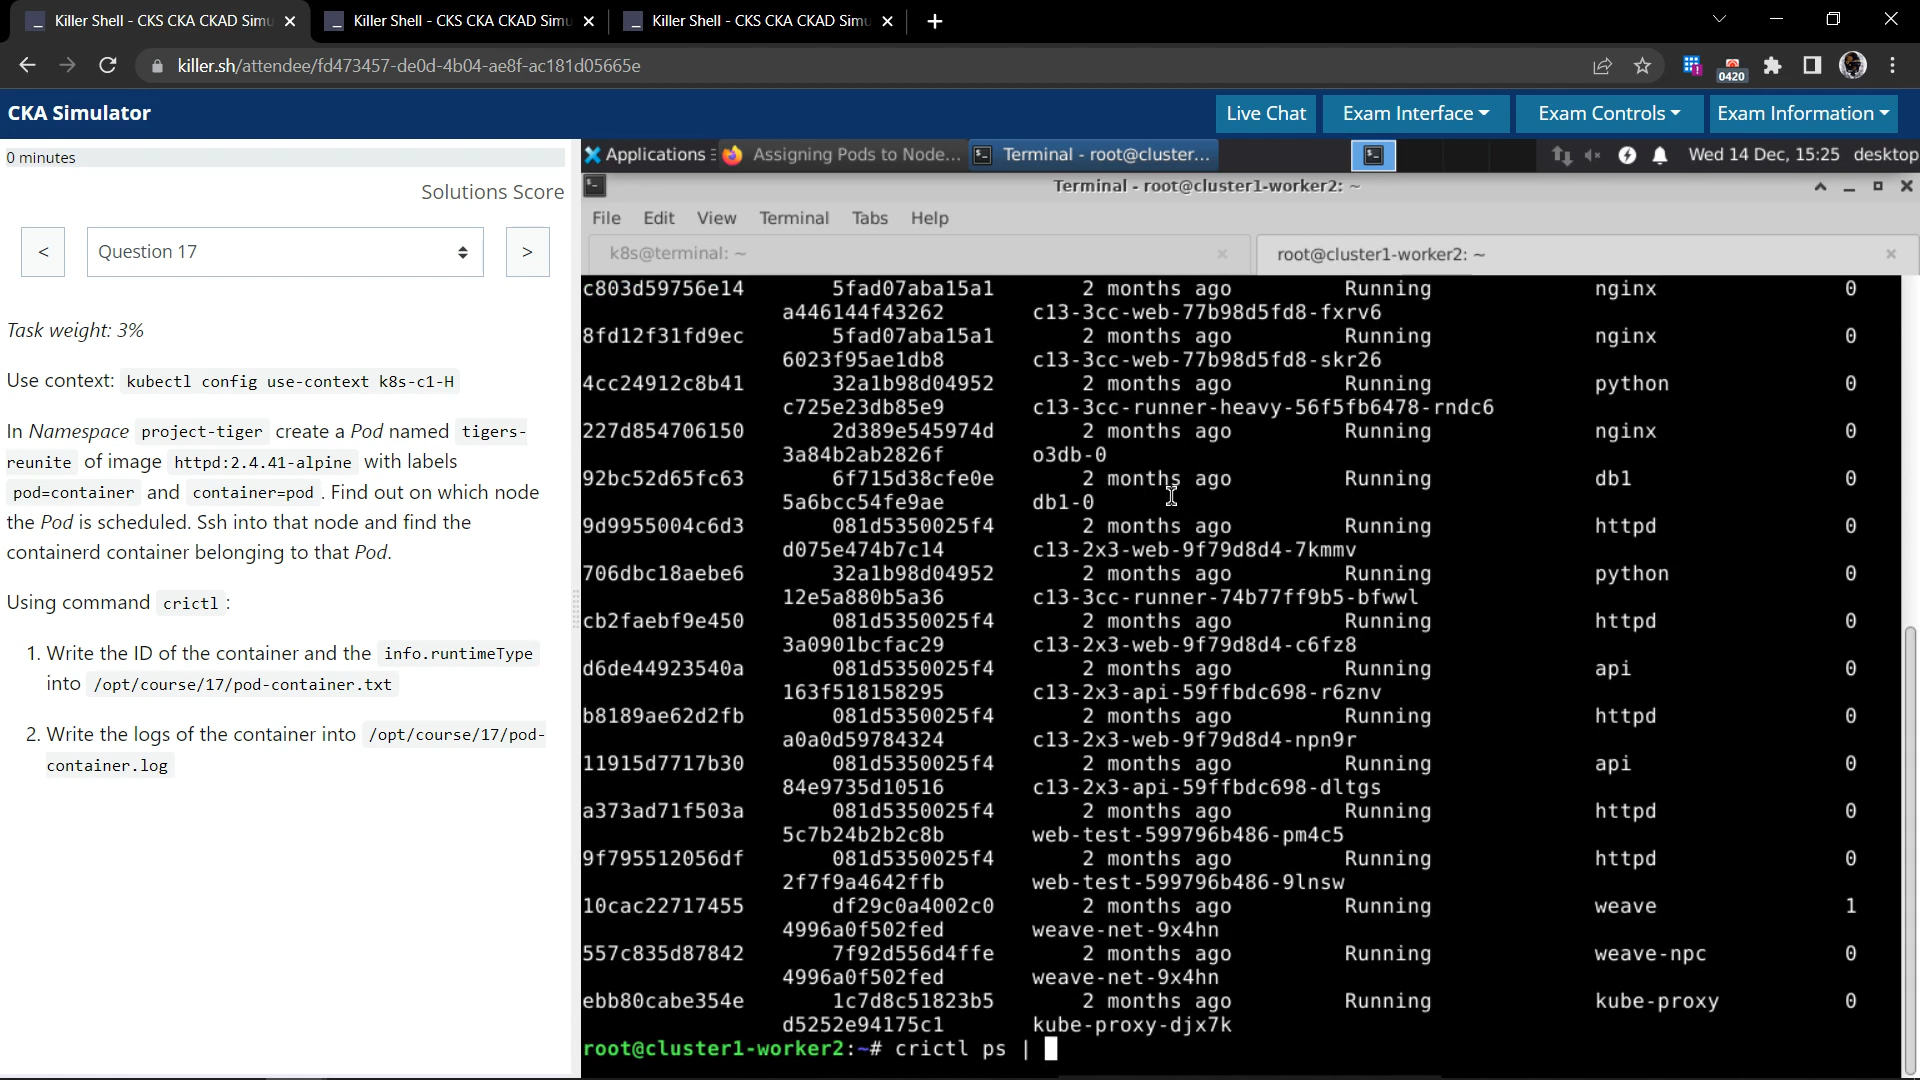 Killer Shell - CKS CKA CKAD Simu
Killer Shell - CKS CKA CKAD Simu
Killer Shell - CKS CKA CKAD Simu
killer.sh/attendee/fd473457-de0d-4b04-ae8f-ac181d05665e
0420
CKA Simulator
Live Chat
Exam Interface
Exam Controls
Exam Information
0 minutes
Solutions Score
<
Question 17
>
Task weight: 3%
Use context: kubectl config use-context k8s-c1-H
In Namespace project-tiger create a Pod named tigers-
reunite of image httpd:2.4.41-alpine with labels
pod=container and container=pod . Find out on which node
the Pod is scheduled. Ssh into that node and find the
containerd container belonging to that Pod.
Using command crictl :
1. Write the ID of the container and the info.runtimeType
into /opt/course/17/pod-container.txt
2. Write the logs of the container into /opt/course/17/pod-
container.log
Applications
Assigning Pods to Node...
Terminal - root@cluster...
Wed 14 Dec, 15:25 desktop
Terminal - root@cluster1-worker2: ~
File Edit View Terminal Tabs Help
k8s@terminal: ~
root@cluster1-worker2: ~
c803d59756e14 5fad07aba15a1 2 months ago Running nginx 0
a446144f43262 c13-3cc-web-77b98d5fd8-fxrv6
8fd12f31fd9ec 5fad07aba15a1 2 months ago Running nginx 0
6023f95ae1db8 c13-3cc-web-77b98d5fd8-skr26
4cc24912c8b41 32a1b98d04952 2 months ago Running python 0
c725e23db85e9 c13-3cc-runner-heavy-56f5fb6478-rndc6
227d854706150 2d389e545974d 2 months ago Running nginx 0
3a84b2ab2826f o3db-0
92bc52d65fc63 6f715d38cfe0e 2 months ago Running db1 0
5a6bcc54fe9ae db1-0
9d9955004c6d3 081d5350025f4 2 months ago Running httpd 0
d075e474b7c14 c13-2x3-web-9f79d8d4-7kmmv
706dbc18aebe6 32a1b98d04952 2 months ago Running python 0
12e5a880b5a36 c13-3cc-runner-74b77ff9b5-bfwwl
cb2faebf9e450 081d5350025f4 2 months ago Running httpd 0
3a0901bcfac29 c13-2x3-web-9f79d8d4-c6fz8
d6de44923540a 081d5350025f4 2 months ago Running api 0
163f518158295 c13-2x3-api-59ffbdc698-r6znv
b8189ae62d2fb 081d5350025f4 2 months ago Running httpd 0
a0a0d59784324 c13-2x3-web-9f79d8d4-npn9r
11915d7717b30 081d5350025f4 2 months ago Running api 0
84e9735d10516 c13-2x3-api-59ffbdc698-dltgs
a373ad71f503a 081d5350025f4 2 months ago Running httpd 0
5c7b24b2b2c8b web-test-599796b486-pm4c5
9f795512056df 081d5350025f4 2 months ago Running httpd 0
2f7f9a4642ffb web-test-599796b486-9lnsw
10cac22717455 df29c0a4002c0 2 months ago Running weave 1
4996a0f502fed weave-net-9x4hn
557c835d87842 7f92d556d4ffe 2 months ago Running weave-npc 0
4996a0f502fed weave-net-9x4hn
ebb80cabe354e 1c7d8c51823b5 2 months ago Running kube-proxy 0
d5252e94175c1 kube-proxy-djx7k
root@cluster1-worker2:~# crictl ps |